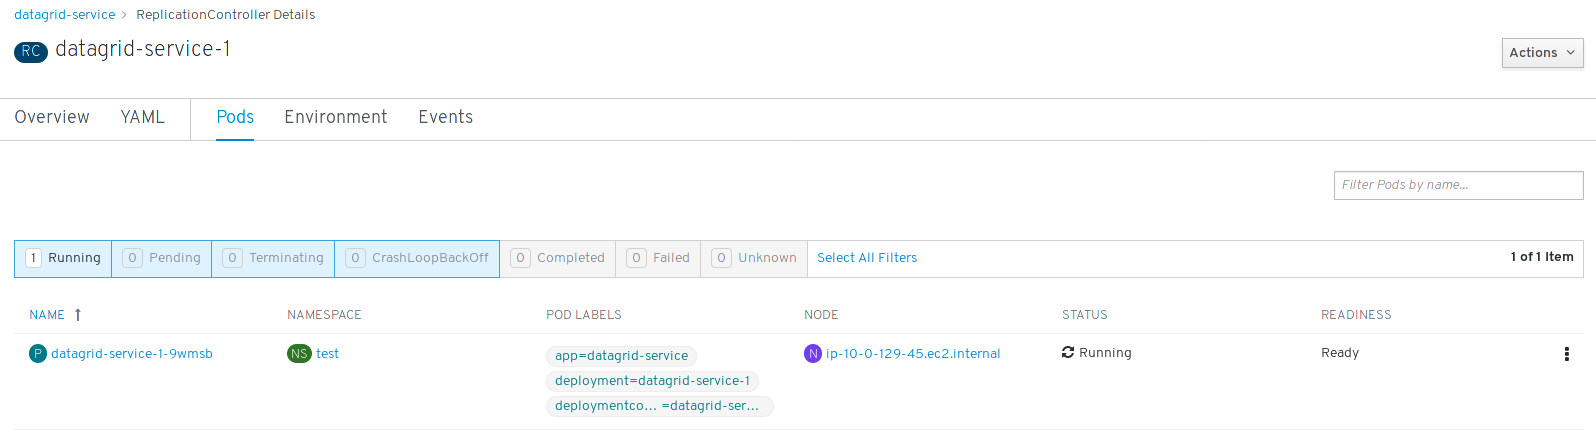 datagrid-service > ReplicationController Details
RC datagrid-service-1
Actions
Overview YAML Pods Environment Events
Filter Pods by name...
1 Running 0 Pending 0 Terminating 0 CrashLoopBackOff 0 Completed 0 Failed 0 Unknown Select All Filters 1 of 1 Item
NAME ↑ NAMESPACE POD LABELS NODE STATUS READINESS
P datagrid-service-1-9wmsb NS test app=datagrid-service N ip-10-0-129-45.ec2.internal Running Ready
deployment=datagrid-service-1
deploymentco... =datagrid-ser...